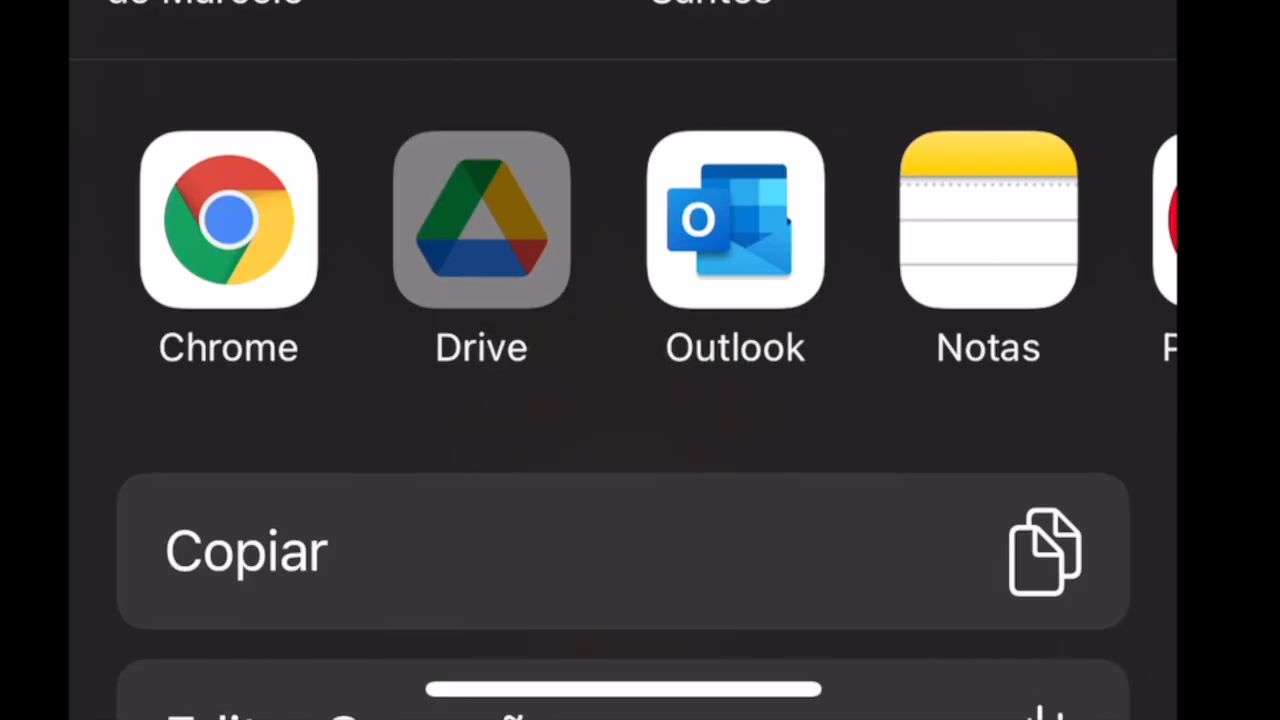 de Marcelo
Santos
Chrome
Drive
Outlook
Notas
Copiar